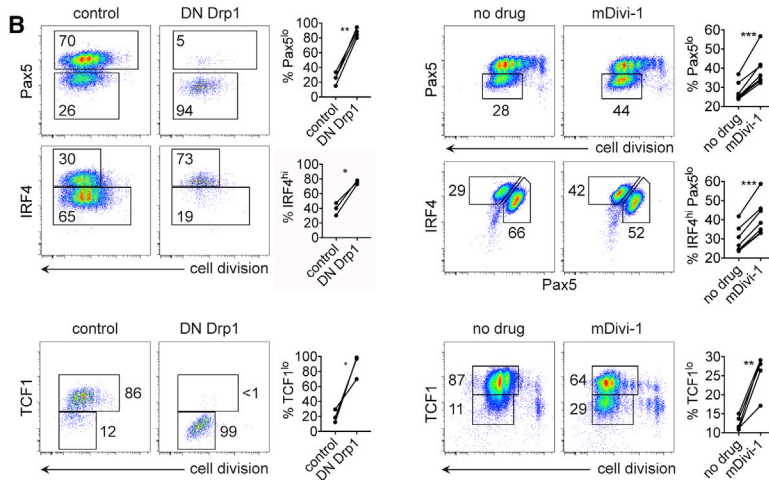 B
control
DN Drp1
Pax5
70
26
5
94
% Pax5lo
100
80
60
40
20
0
**
control
DN Drp1
IRF4
30
65
73
19
cell division
% IRF4hi
100
80
60
40
20
0
*
control
DN Drp1
no drug
mDivi-1
Pax5
28
44
cell division
% Pax5lo
60
50
40
30
20
***
no drug
mDivi-1
IRF4
29
66
42
52
Pax5
% IRF4hi Pax5lo
60
50
40
30
20
***
no drug
mDivi-1
control
DN Drp1
TCF1
86
12
<1
99
cell division
% TCF1lo
100
80
60
40
20
0
*
control
DN Drp1
no drug
mDivi-1
TCF1
87
11
64
29
cell division
% TCF1lo
30
25
20
15
10
**
no drug
mDivi-1